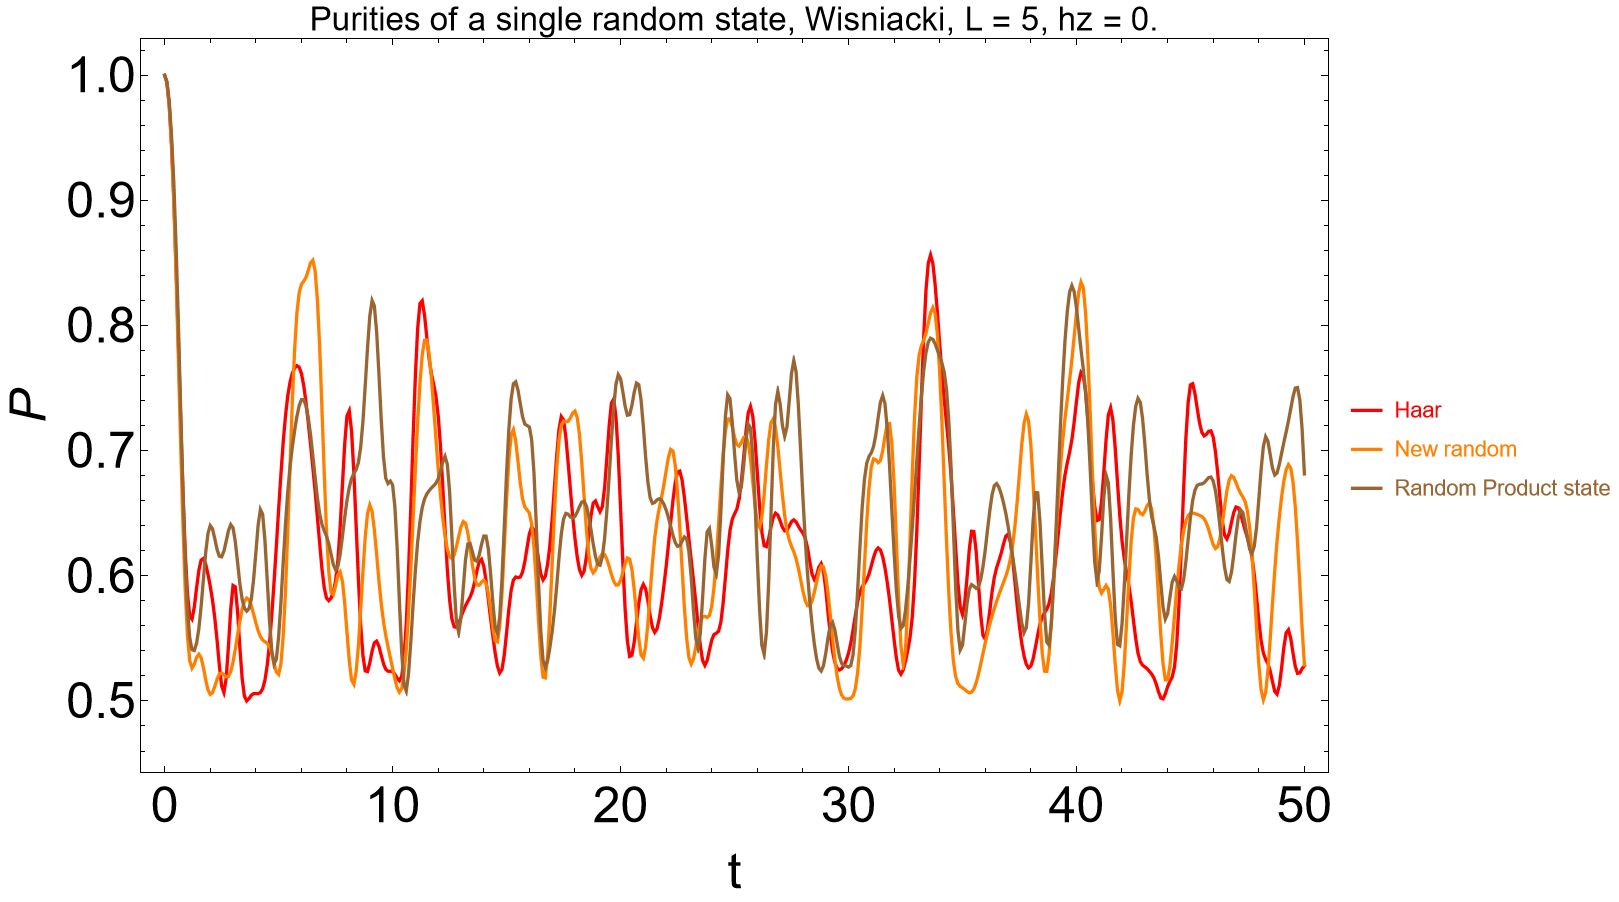 Purities of a single random state, Wisniacki, L = 5, hz = 0.
1.0
0.9
0.8
0.7
0.6
0.5
P
0 10 20 30 40 50
t
Haar
New random
Random Product state